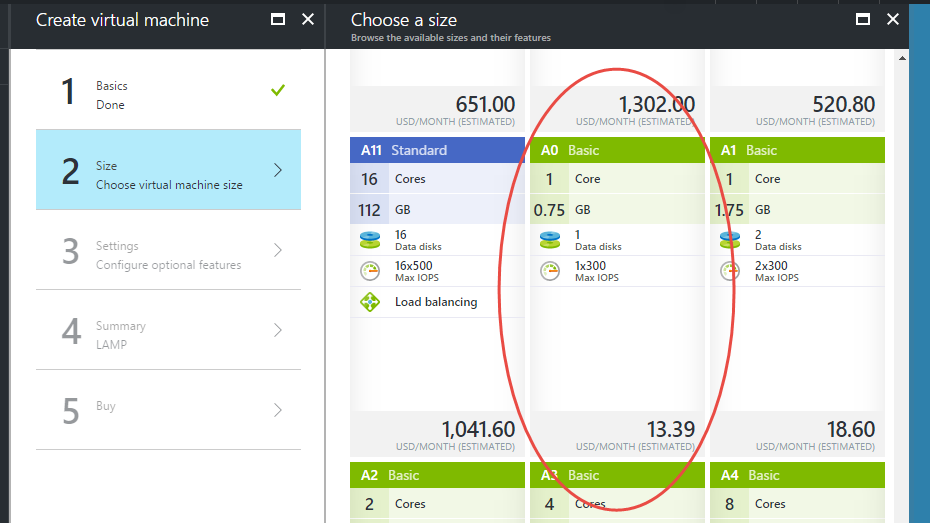 Create virtual machine
1
Basics
Done
2
Size
Choose virtual machine size
3
Settings
Configure optional features
4
Summary
LAMP
5
Buy
Choose a size
Browse the available sizes and their features
651.00
USD/MONTH (ESTIMATED)
1,302.00
USD/MONTH (ESTIMATED)
520.80
USD/MONTH (ESTIMATED)
A11 Standard
16 Cores
112 GB
16
Data disks
16x500
Max IOPS
Load balancing
1,041.60
USD/MONTH (ESTIMATED)
A0 Basic
1 Core
0.75 GB
1
Data disks
1x300
Max IOPS
13.39
USD/MONTH (ESTIMATED)
A1 Basic
1 Core
1.75 GB
2
Data disks
2x300
Max IOPS
18.60
USD/MONTH (ESTIMATED)
A2 Basic
2 Cores
A3 Basic
4 Cores
A4 Basic
8 Cores